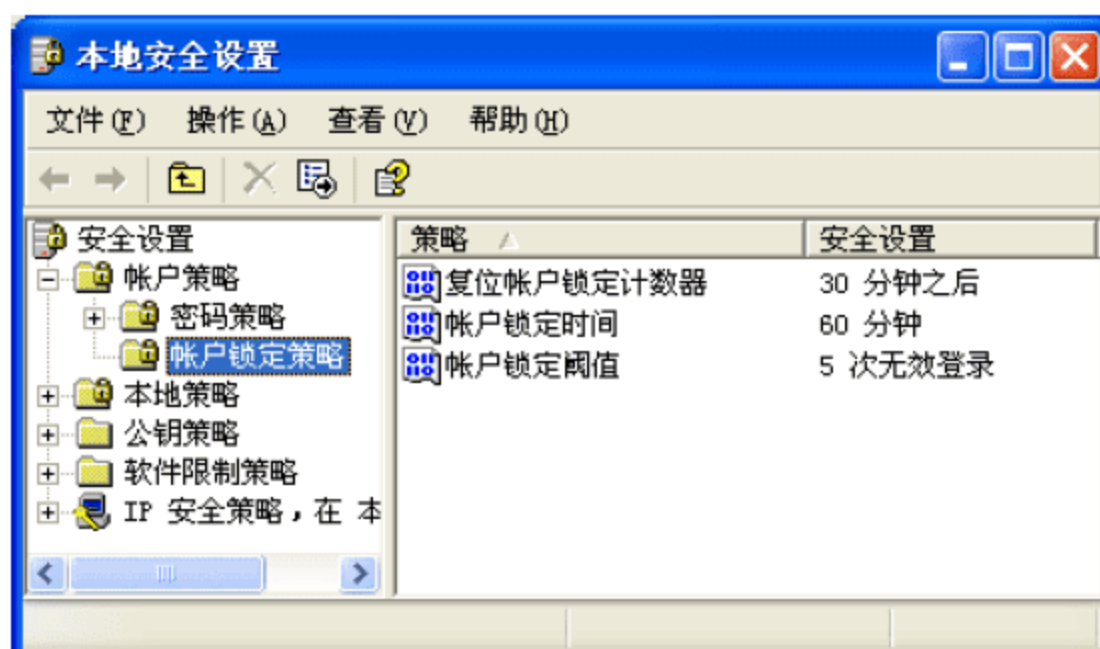 本地安全设置
文件(F) 操作(A) 查看(V) 帮助(H)
安全设置
帐户策略
密码策略
帐户锁定策略
本地策略
公钥策略
软件限制策略
IP 安全策略，在 本
策略 安全设置
复位帐户锁定计数器 30 分钟之后
帐户锁定时间 60 分钟
帐户锁定阈值 5 次无效登录